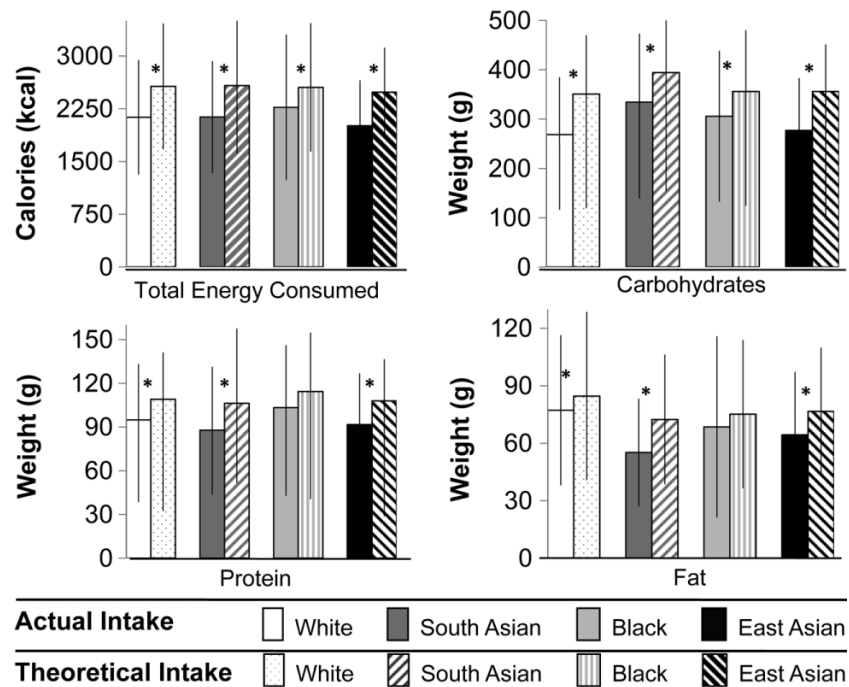 Calories (kcal)
3000
2250
1500
750
0
* * * *
Total Energy Consumed
Weight (g)
500
400
300
200
100
0
* * * *
Carbohydrates
Weight (g)
150
120
90
60
30
0
* * *
Protein
Weight (g)
120
90
60
30
0
* * *
Fat
Actual Intake White South Asian Black East Asian
Theoretical Intake White South Asian Black East Asian